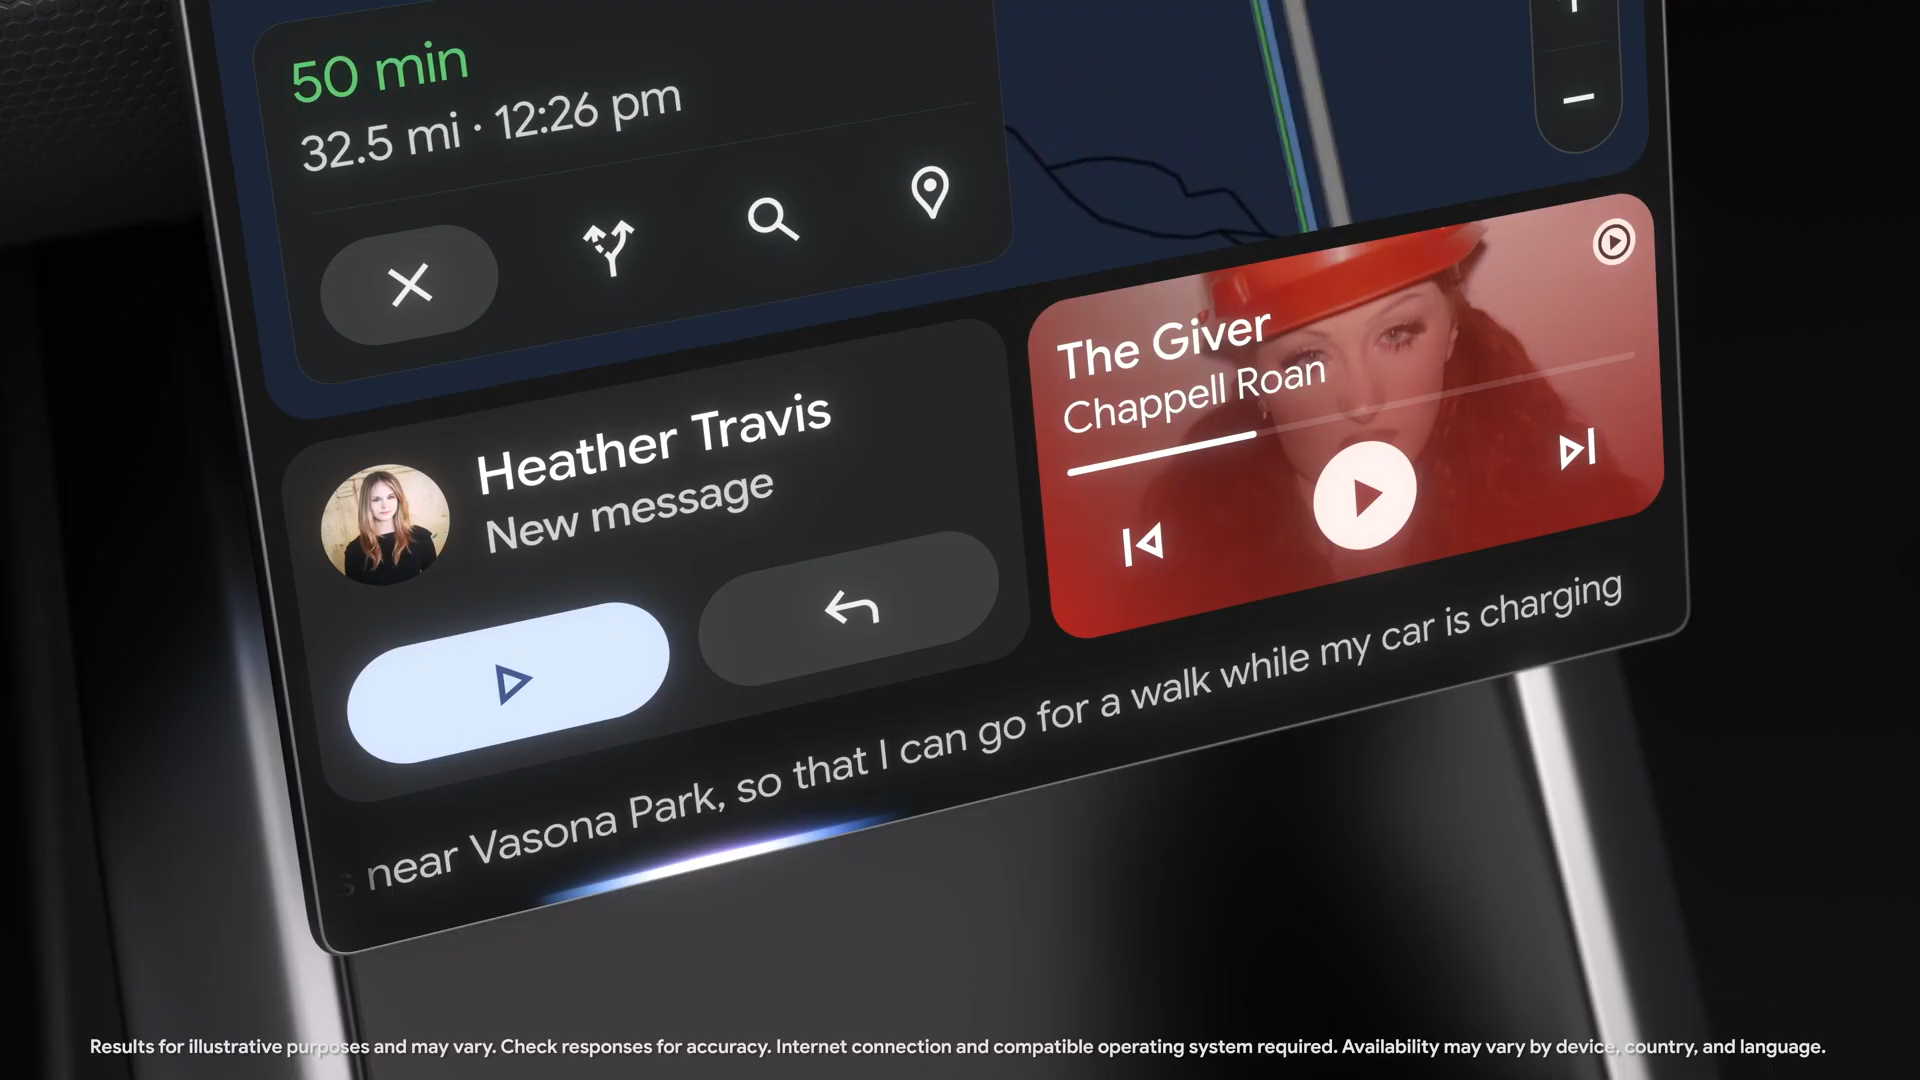 50 min
32.5 mi · 12:26 pm
Heather Travis
New message
The Giver
Chappell Roan
near Vasona Park, so that I can go for a walk while my car is charging
Results for illustrative purposes and may vary. Check responses for accuracy. Internet connection and compatible operating system required. Availability may vary by device, country, and language.